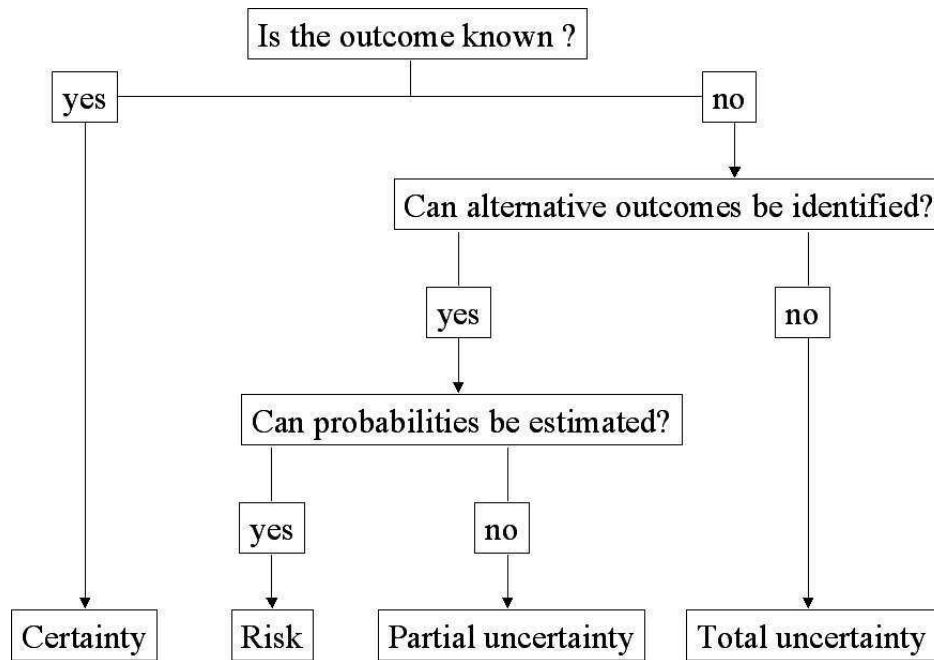 Is the outcome known ?
yes
no
Can alternative outcomes be identified?
yes
no
Can probabilities be estimated?
yes
no
Certainty
Risk
Partial uncertainty
Total uncertainty